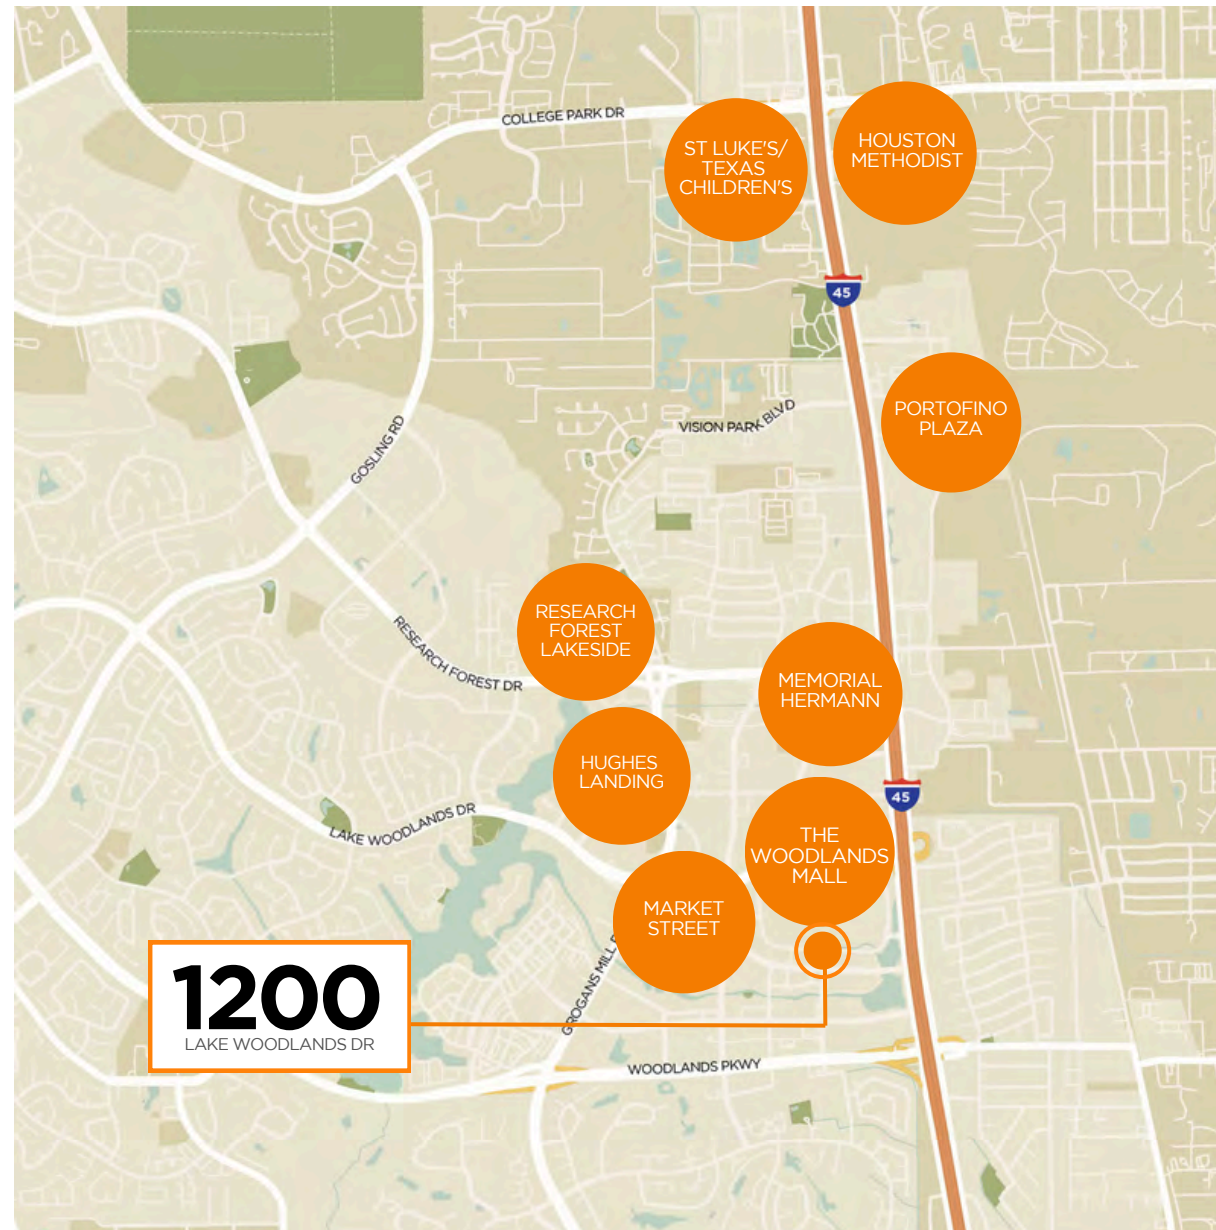 COLLEGE PARK DR
ST LUKE'S/
TEXAS
CHILDREN'S
HOUSTON
METHODIST
45
PORTOFINO
PLAZA
VISION PARK BLVD
GOSLING RD
RESEARCH
FOREST
LAKESIDE
RESEARCH FOREST DR
MEMORIAL
HERMANN
HUGHES
LANDING
45
LAKE WOODLANDS DR
THE
WOODLANDS
MALL
MARKET
STREET
GROGANS MILL
1200
LAKE WOODLANDS DR
WOODLANDS PKWY